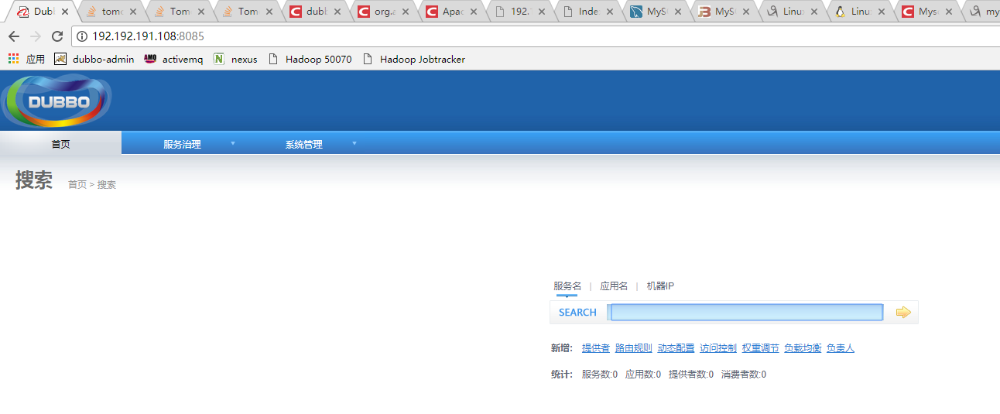 Dubb tomc Tom Tom dubb org.a Apac 192. Inde MyS MyS Linu Linu Mys my
192.192.191.108:8085
应用 dubbo-admin activemq nexus Hadoop 50070 Hadoop Jobtracker
DUBBO
首页 服务治理 系统管理
搜索 首页 > 搜索
服务名 | 应用名 | 机器IP
SEARCH
新增: 提供者 路由规则 动态配置 访问控制 权重调节 负载均衡 负责人
统计: 服务数:0 应用数:0 提供者数:0 消费者数:0